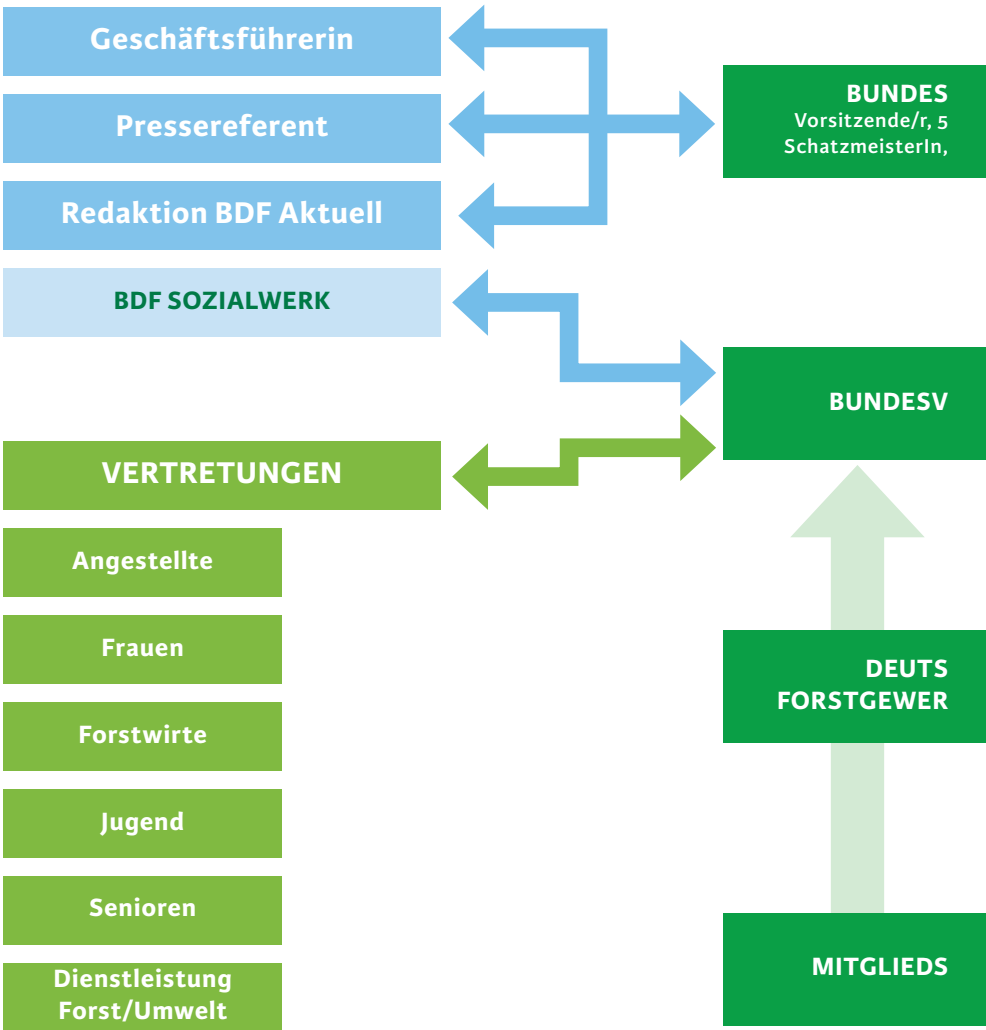 Geschäftsführerin
Pressereferent
Redaktion BDF Aktuell
BDF SOZIALWERK
VERTRETUNGEN
Angestellte
Frauen
Forstwirte
Jugend
Senioren
Dienstleistung
Forst/Umwelt
BUNDES
Vorsitzende/r, 5
SchatzmeisterIn,
BUNDESV
DEUTS
FORSTGEWER
MITGLIEDS